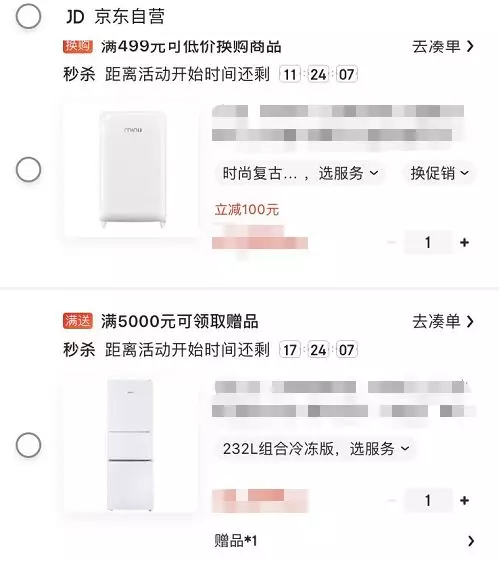 JD 京东自营
换购 满499元可低价换购商品 去凑单
秒杀 距离活动开始时间还剩 11:24:07
时尚复古...，选服务 换促销
立减100元
1 +
满送 满5000元可领取赠品 去凑单
秒杀 距离活动开始时间还剩 17:24:07
232L组合冷冻版，选服务
1 +
赠品*1